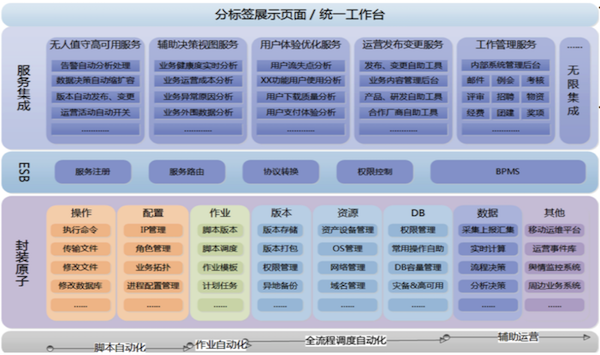 分标签展示页面 / 统一工作台
服务集成
无人值守高可用服务
告警自动分析处理
数据决策自动缩扩容
版本自动发布、变更
运营活动自动开关
............
辅助决策视图服务
业务健康度实时分析
业务运营成本分析
业务异常原因分析
业务外围数据分析
............
用户体验优化服务
用户流失点分析
XX功能用户使用分析
用户下载质量分析
用户支付体验分析
............
运营发布变更服务
发布、变更自助工具
业务内容管理后台
产品、研发自助工具
合作厂商自助工具
............
工作管理服务
内部系统管理后台
邮件 例会 考核
评审 招聘 物资
经费 团建 奖项
............
......
无限集成
ESB
服务注册
服务路由
协议转换
权限控制
BPMS
封装原子
操作
执行命令
传输文件
修改文件
修改数据库
......
配置
IP管理
角色管理
业务拓扑
进程配置管理
......
作业
脚本版本
脚本调度
作业模板
计划任务
......
版本
版本存储
版本打包
权限管理
异地备份
......
资源
资产设备管理
OS管理
网络管理
域名管理
......
DB
权限管理
常用操作自助
DB容量管理
灾备&高可用
......
数据
采集上报汇集
实时计算
流程决策
分析决策
......
其他
移动运维平台
运营事件库
舆情监控系统
周边业务系统
......
脚本自动化
作业自动化
全流程调度自动化
辅助运营